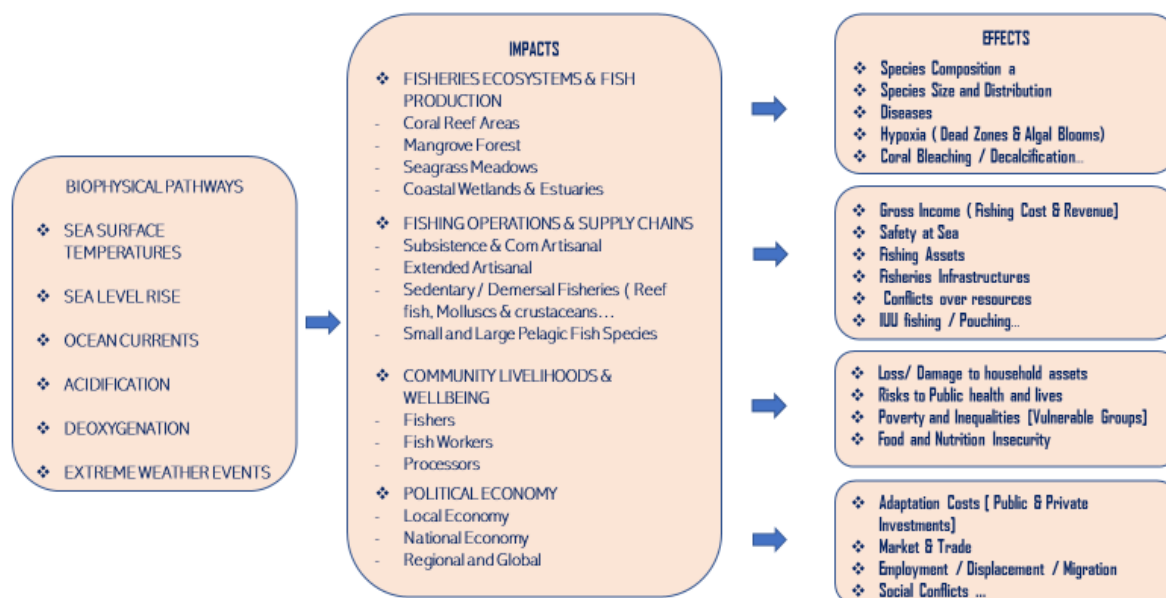 BIOPHYSICAL PATHWAYS
❖ SEA SURFACE
TEMPERATURES
❖ SEA LEVEL RISE
❖ OCEAN CURRENTS
❖ ACIDIFICATION
❖ DEOXYGENATION
❖ EXTREME WEATHER EVENTS
IMPACTS
❖ FISHERIES ECOSYSTEMS & FISH
PRODUCTION
- Coral Reef Areas
- Mangrove Forest
- Seagrass Meadows
- Coastal Wetlands & Estuaries
❖ FISHING OPERATIONS & SUPPLY CHAINS
- Subsistence & Com Artisanal
- Extended Artisanal
- Sedentary / Demersal Fisheries ( Reef
fish, Molluscs & crustaceans…
- Small and Large Pelagic Fish Species
❖ COMMUNITY LIVELIHOODS &
WELLBEING
- Fishers
- Fish Workers
- Processors
❖ POLITICAL ECONOMY
- Local Economy
- National Economy
- Regional and Global
EFFECTS
❖ Species Composition a
❖ Species Size and Distribution
❖ Diseases
❖ Hypoxia ( Dead Zones & Algal Blooms)
❖ Coral Bleaching / Decalcification…
❖ Gross Income ( Fishing Cost & Revenue]
❖ Safety at Sea
❖ Fishing Assets
❖ Fisheries Infrastructures
❖ Conflicts over resources
❖ IUU fishing / Pouching…
❖ Loss/ Damage to household assets
❖ Risks to Public health and lives
❖ Poverty and Inequalities [Vulnerable Groups]
❖ Food and Nutrition Insecurity
❖ Adaptation Costs [ Public & Private
Investments]
❖ Market & Trade
❖ Employment / Displacement / Migration
❖ Social Conflicts …